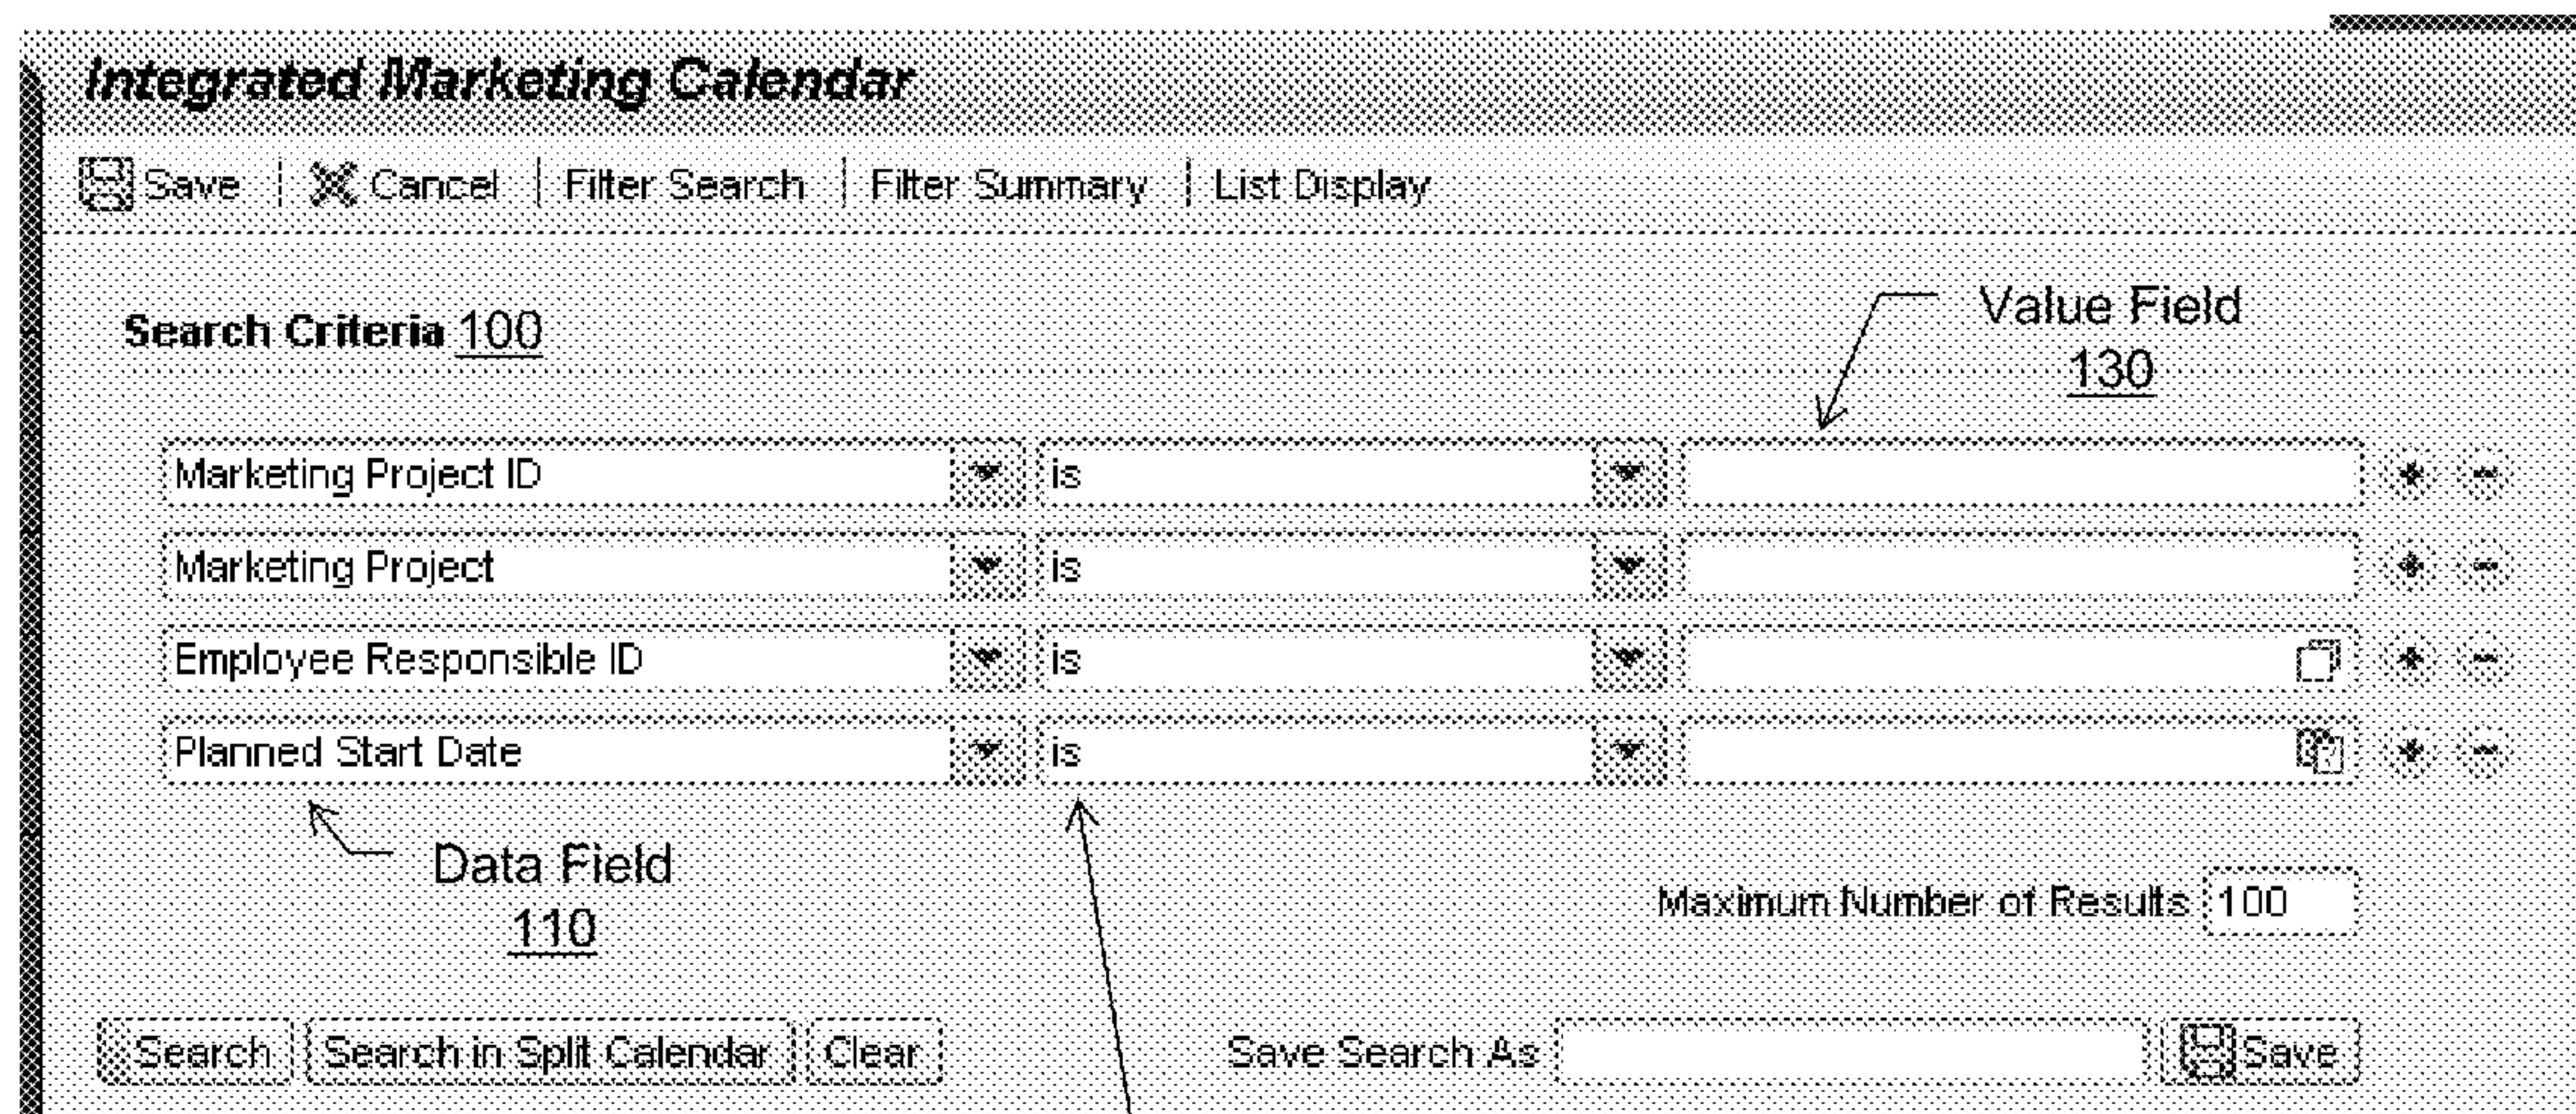 Integrated Marketing Calendar
Save Cancel Filter Search Filter Summary List Display
Search Criteria 100
Value Field
130
Marketing Project ID is
Marketing Project is
Employee Responsible ID is
Planned Start Date is
Data Field
110
Maximum Number of Results 100
Search Search in Split Calendar Clear Save Search As Save